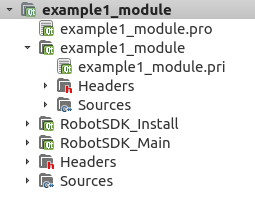 example1_module
example1_module.pro
example1_module
example1_module.pri
Headers
Sources
RobotSDK_Install
RobotSDK_Main
Headers
Sources